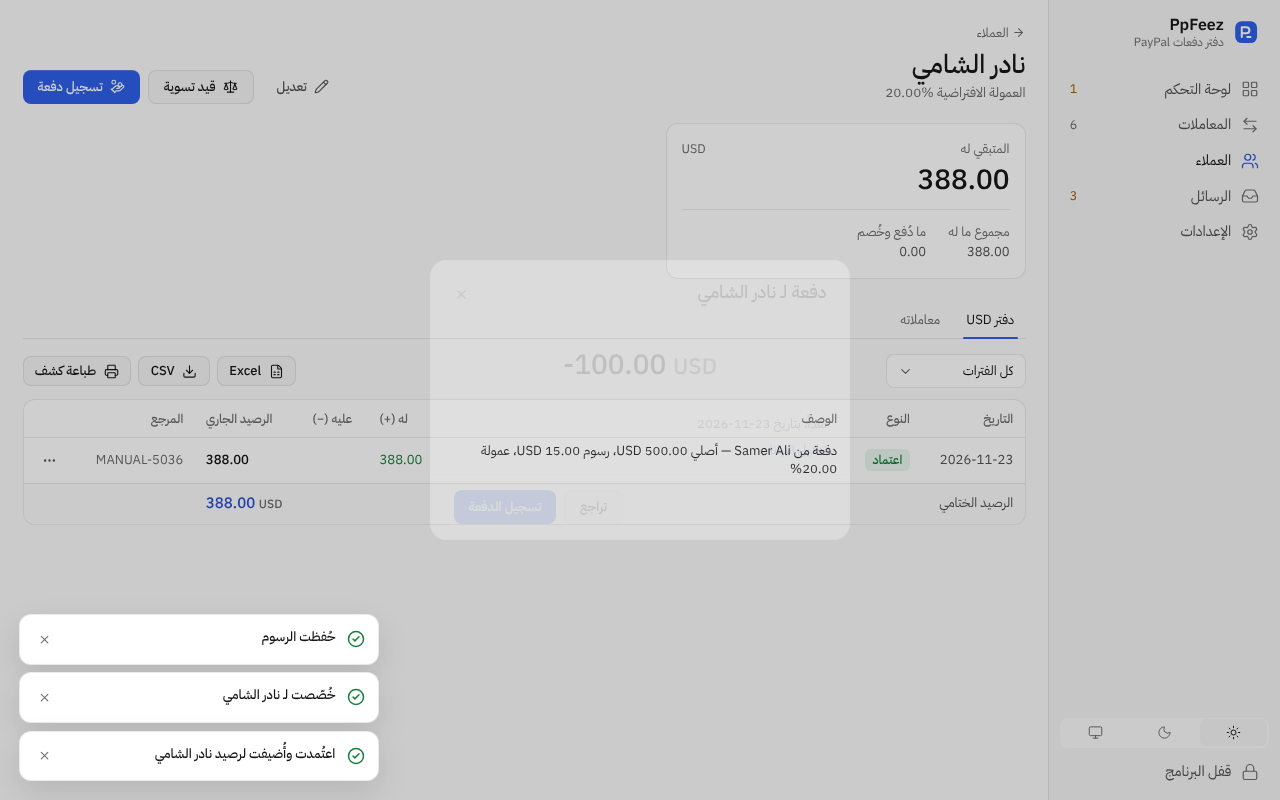 PpFeez
دفتر دفعات PayPal
لوحة التحكم 1
المعاملات 6
العملاء
الرسائل 3
الإعدادات
قفل البرنامج
العملاء
نادر الشامي
العمولة الافتراضية 20.00%
تعديل
قيد تسوية
تسجيل دفعة
المتبقي له USD
388.00
مجموع ما له ما دُفع وخُصم
388.00 0.00
دفتر USD معاملاته
كل الفترات
Excel
CSV
طباعة كشف
التاريخ النوع الوصف له (+) عليه (−) الرصيد الجاري المرجع
2026-11-23 اعتماد دفعة من Samer Ali — أصلي 500.00 USD، رسوم 15.00 USD، عمولة
20.00%
388.00 388.00 MANUAL-5036
الرصيد الختامي 388.00 USD
دفعة لـ نادر الشامي
-100.00 USD
بتاريخ 2026-11-23
تراجع
تسجيل الدفعة
حُفظت الرسوم
خُصّصت لـ نادر الشامي
اعتُمدت وأُضيفت لرصيد نادر الشامي